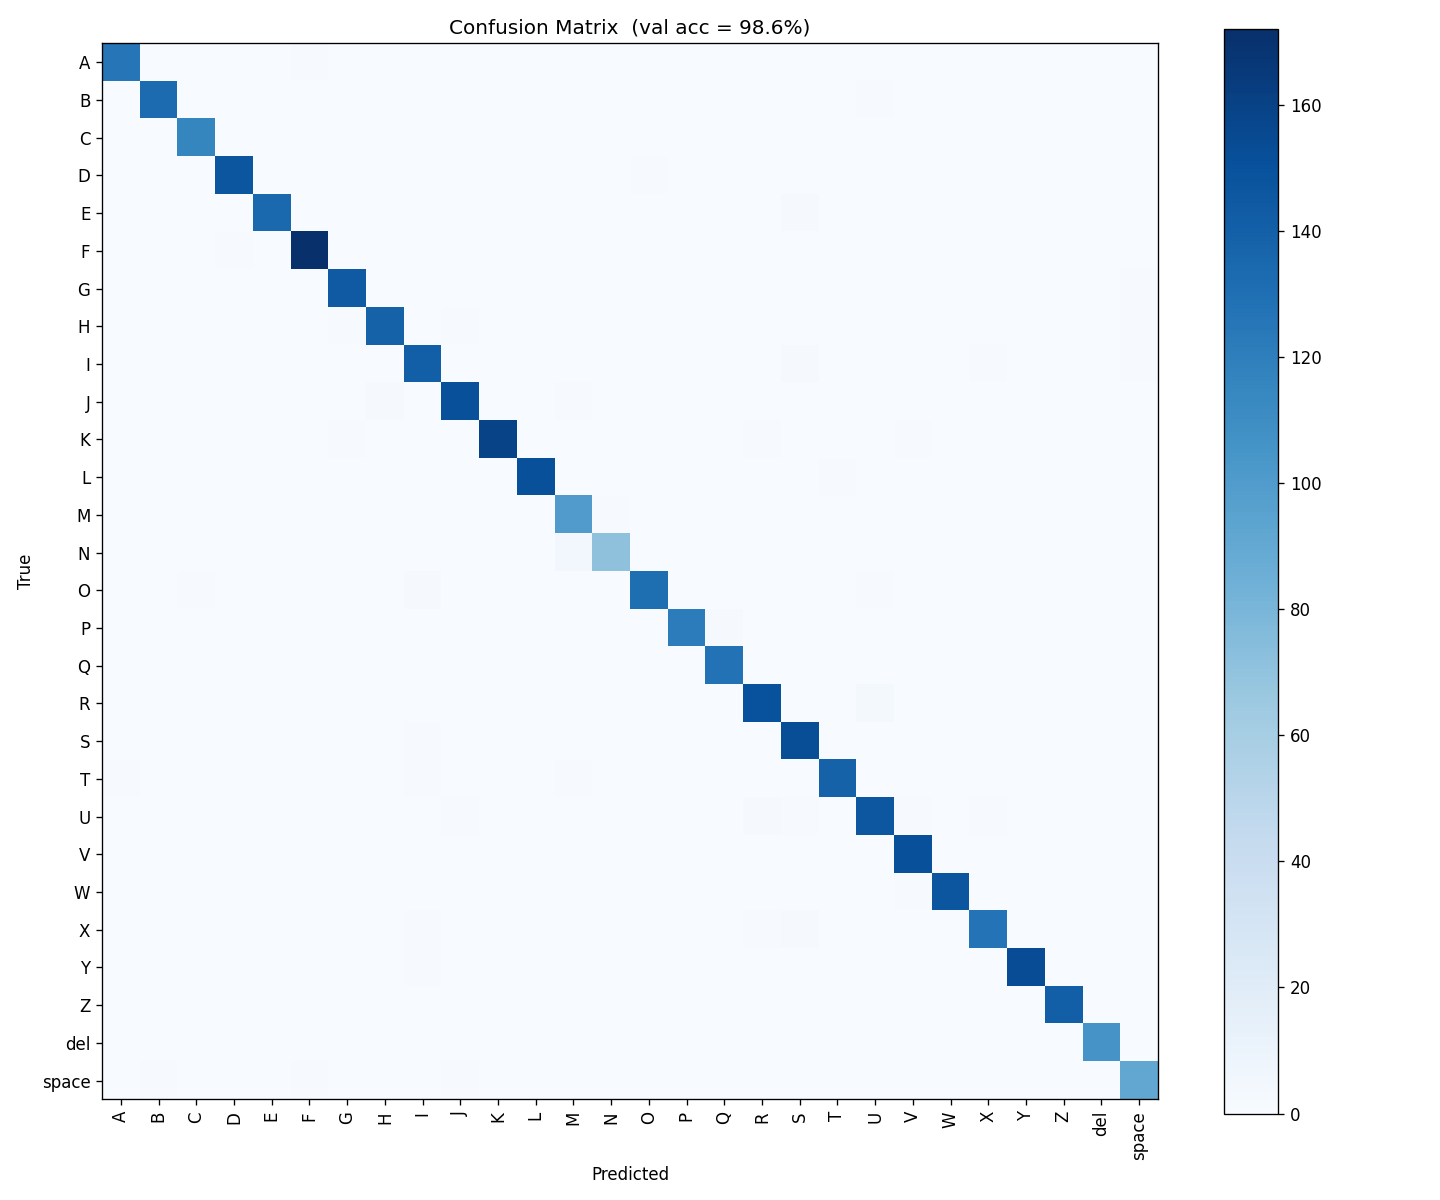 Confusion Matrix  (val acc = 98.6%)
True
A
B
C
D
E
F
G
H
I
J
K
L
M
N
O
P
Q
R
S
T
U
V
W
X
Y
Z
del
space
A B C D E F G H I J K L M N O P Q R S T U V W X Y Z del space
Predicted
160
140
120
100
80
60
40
20
0